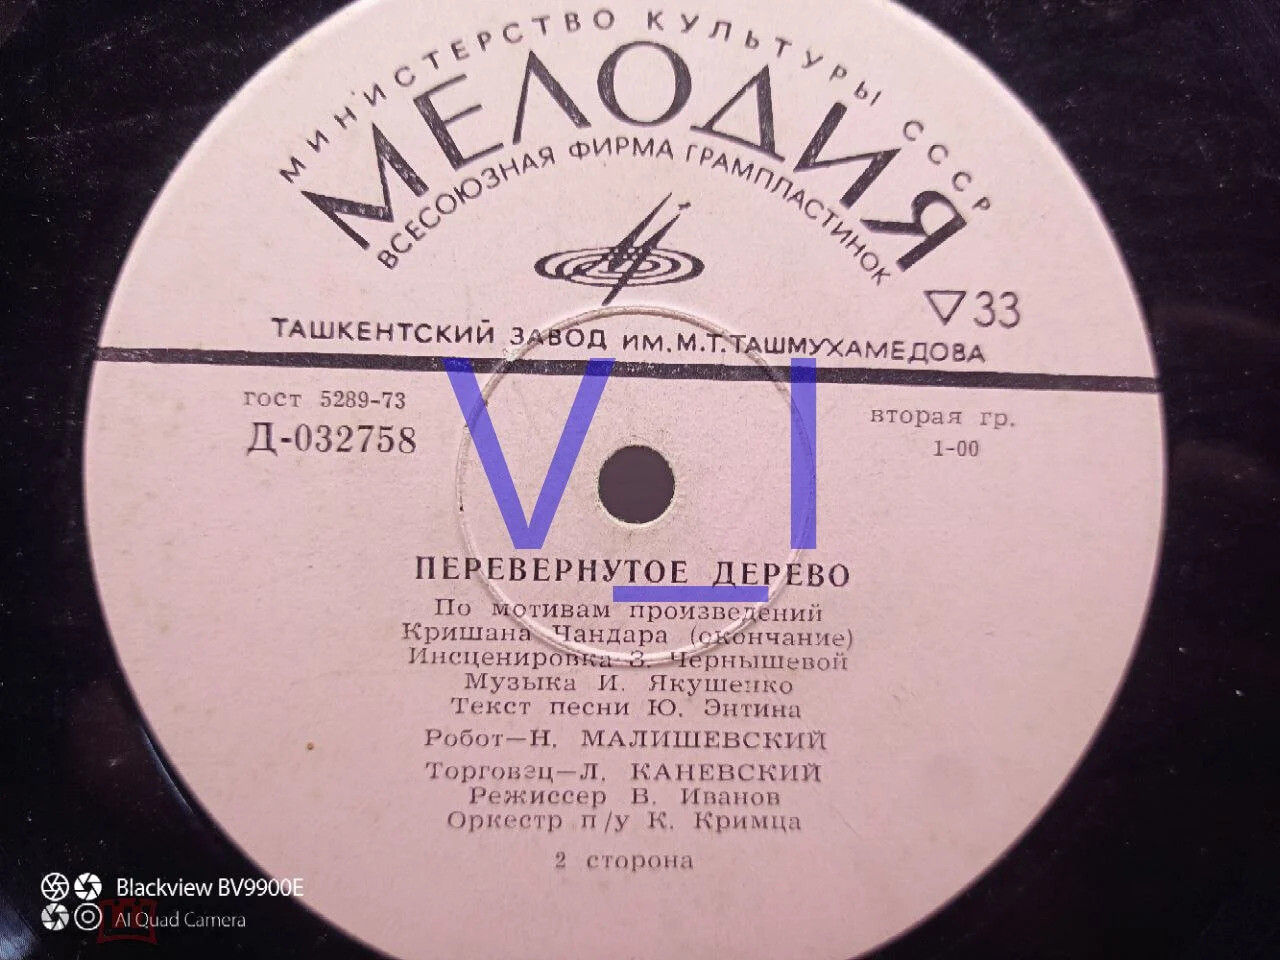 МИНИСТЕРСТВО КУЛЬТУРЫ СССР
МЕЛОДИЯ
ВСЕСОЮЗНАЯ ФИРМА ГРАМПЛАСТИНОК
33
ТАШКЕНТСКИЙ ЗАВОД ИМ. М.Т. ТАШМУХАМЕДОВА
гост 5289-73
вторая гр.
Д-032758
1-00
V_I
ПЕРЕВЕРНУТОЕ ДЕРЕВО
По мотивам произведений
Кришана Чандара (окончание)
Инсценировка З. Чернышевой
Музыка И. Якушенко
Текст песни Ю. Энтина
Робот—Н. МАЛИШЕВСКИЙ
Торговец—Л. КАНЕВСКИЙ
Режиссер В. Иванов
Оркестр п/у К. Кримца
2 сторона
Blackview BV9900E
AI Quad Camera